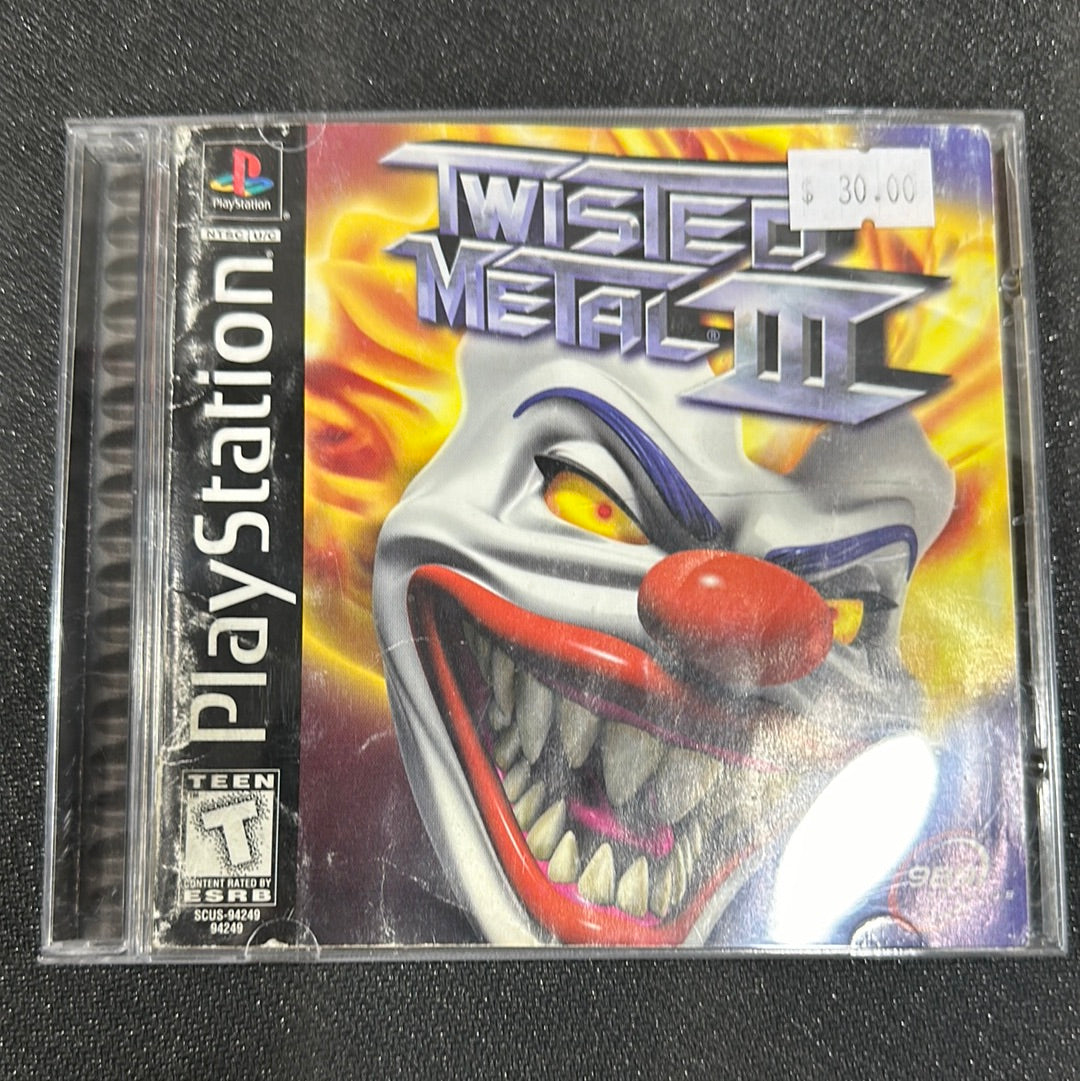 PlayStation
NTSC U/C
PlayStation
TWISTED
METAL III
$ 30.00
TEEN
T
CONTENT RATED BY
ESRB
SCUS-94249
94249